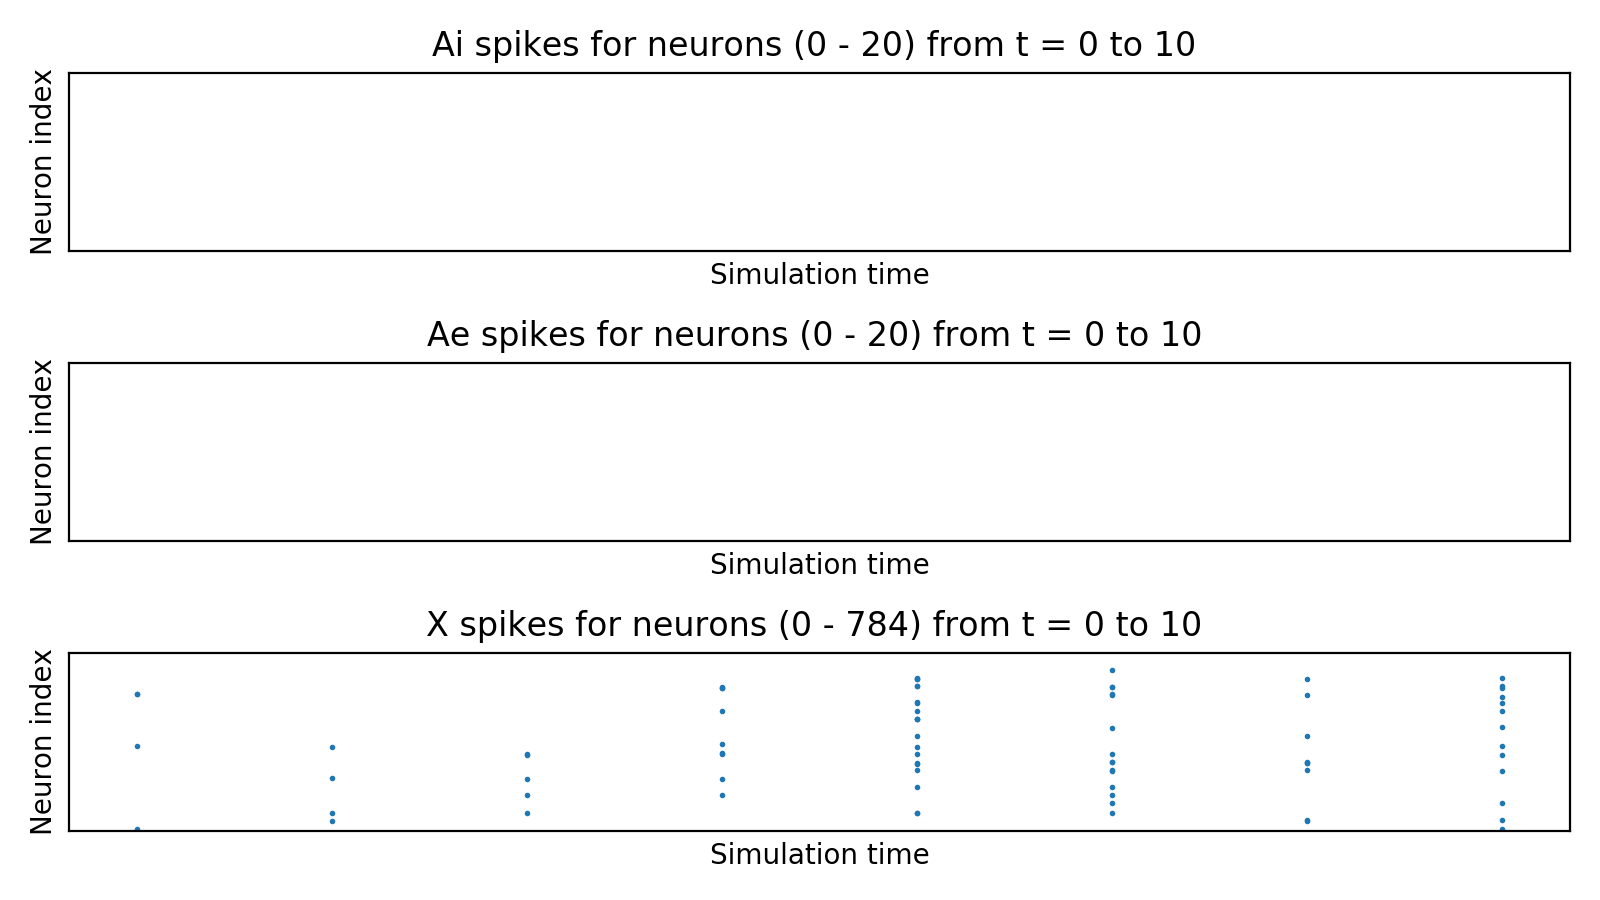 Ai spikes for neurons (0 - 20) from t = 0 to 10
Neuron index
Simulation time
Ae spikes for neurons (0 - 20) from t = 0 to 10
Neuron index
Simulation time
X spikes for neurons (0 - 784) from t = 0 to 10
Neuron index
Simulation time